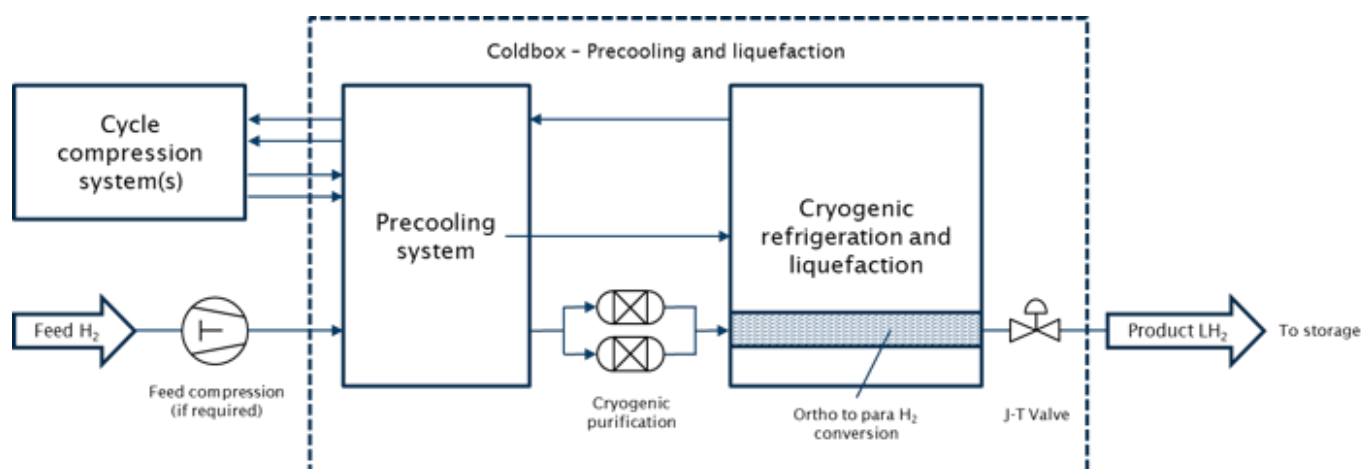 Coldbox – Precooling and liquefaction
Cycle
compression
system(s)
Precooling
system
Cryogenic
refrigeration and
liquefaction
Feed H₂
Product LH₂
To storage
Feed compression
(if required)
Cryogenic
purification
Ortho to para H₂
conversion
J-T Valve